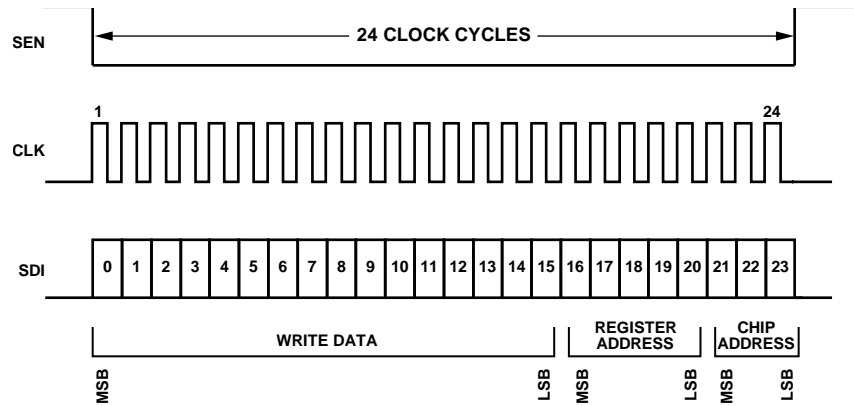 SEN
24 CLOCK CYCLES
1
24
CLK
SDI
0 1 2 3 4 5 6 7 8 9 10 11 12 13 14 15 16 17 18 19 20 21 22 23
WRITE DATA
REGISTER
ADDRESS
CHIP
ADDRESS
MSB
LSB
MSB
LSB
MSB
LSB